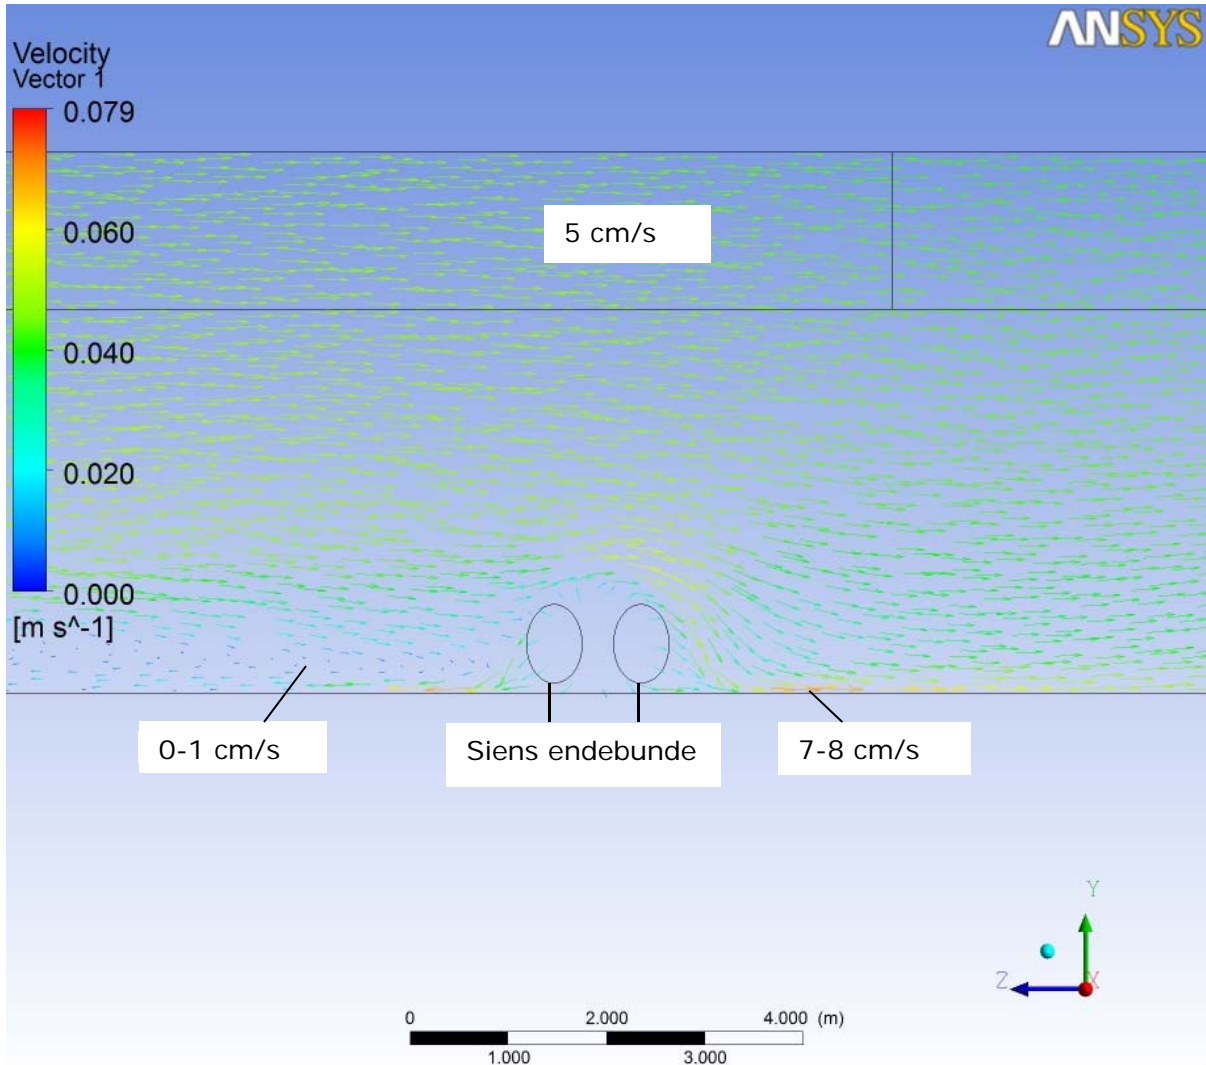 ANSYS
Velocity
Vector 1
0.079
0.060
0.040
0.020
0.000
[m s^-1]
5 cm/s
0-1 cm/s
Siens endebunde
7-8 cm/s
Y
Z
X
0
2.000
4.000
(m)
1.000
3.000